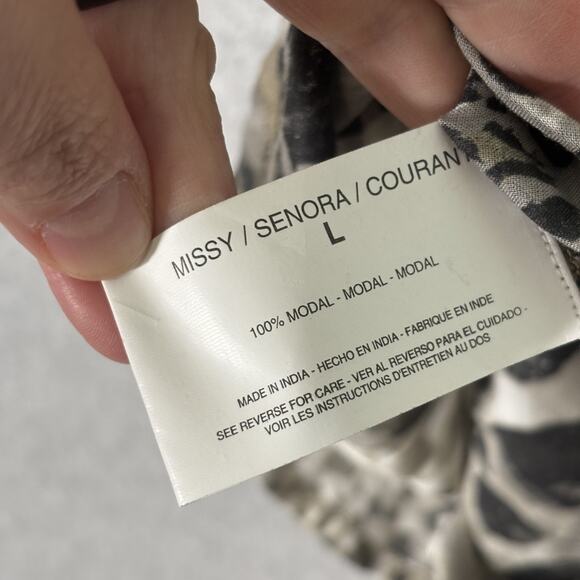 MISSY / SENORA / COURANT
L
100% MODAL - MODAL - MODAL
MADE IN INDIA - HECHO EN INDIA - FABRIQUE EN INDE
SEE REVERSE FOR CARE - VER AL REVERSO PARA EL CUIDADO -
VOIR LES INSTRUCTIONS D'ENTRETIEN AU DOS